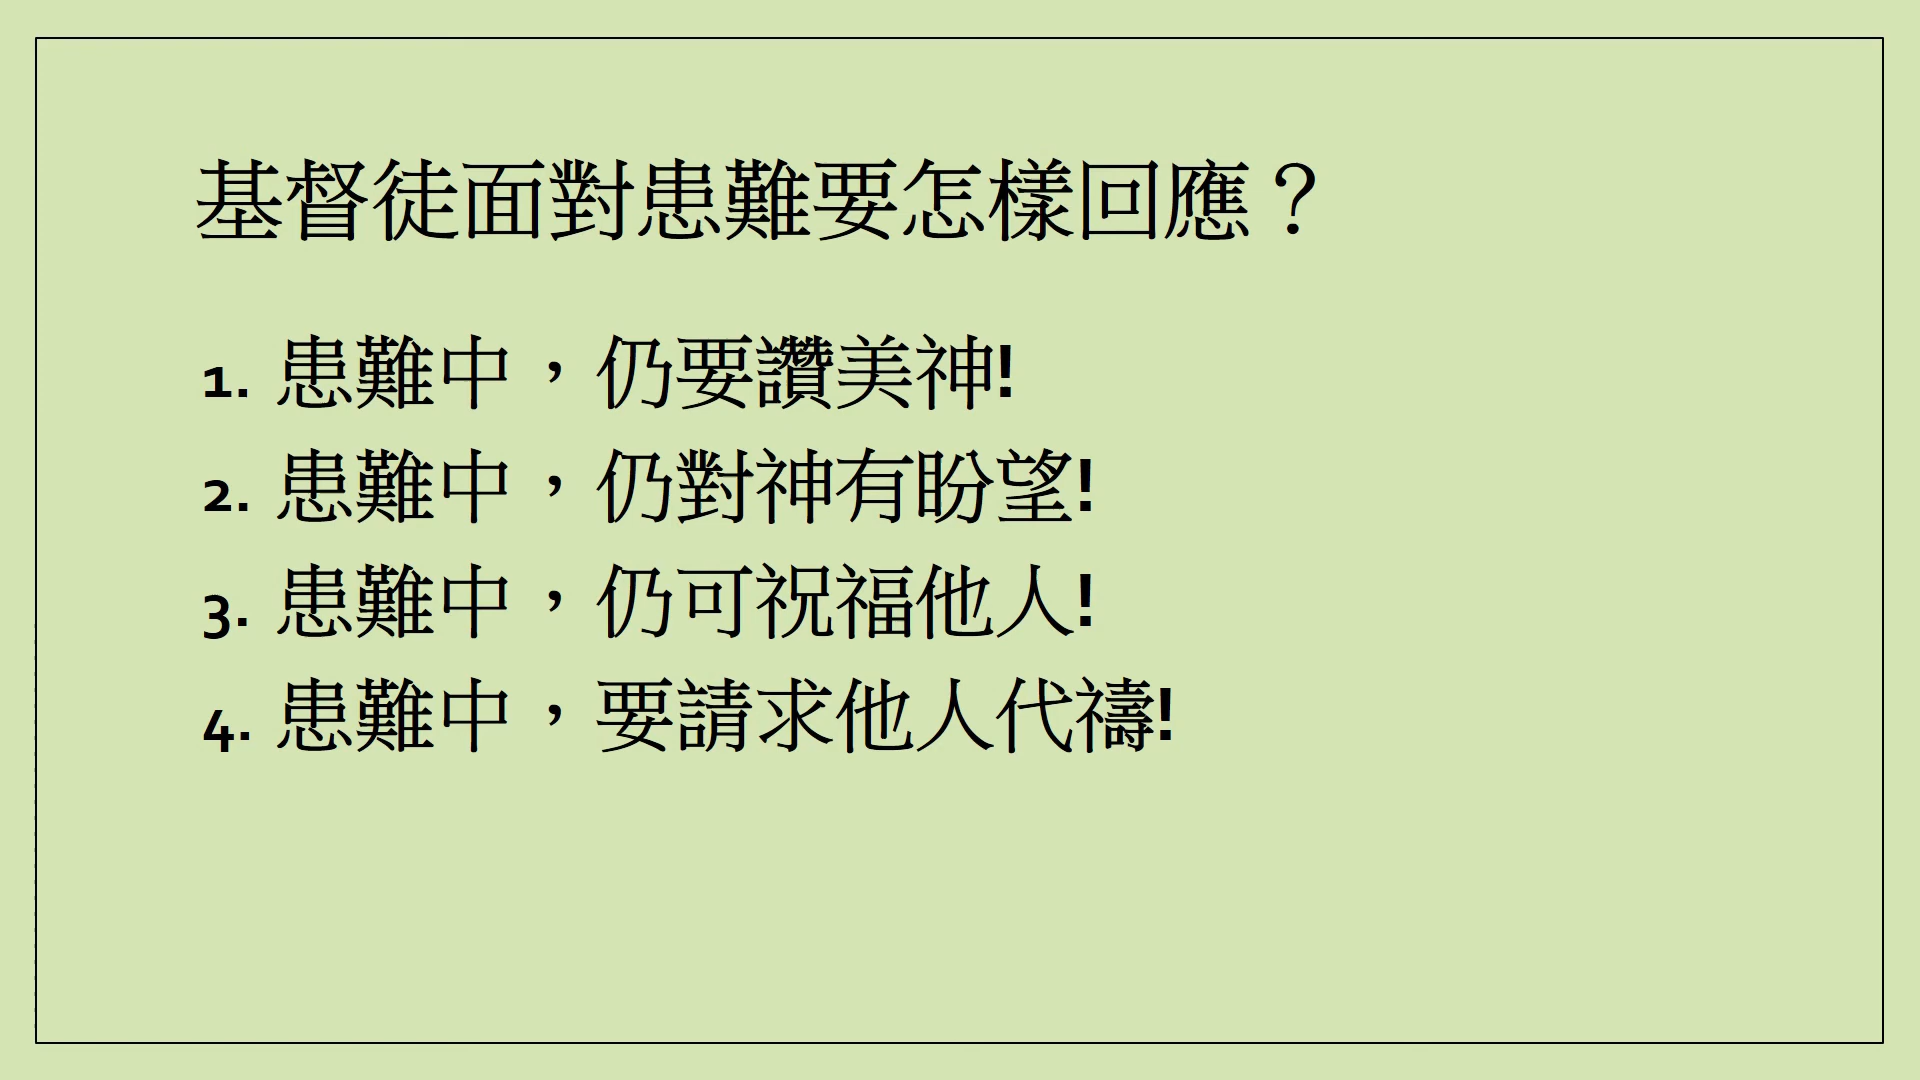 基督徒面對患難要怎樣回應？
1. 患難中，仍要讚美神!
2. 患難中，仍對神有盼望!
3. 患難中，仍可祝福他人!
4. 患難中，要請求他人代禱!